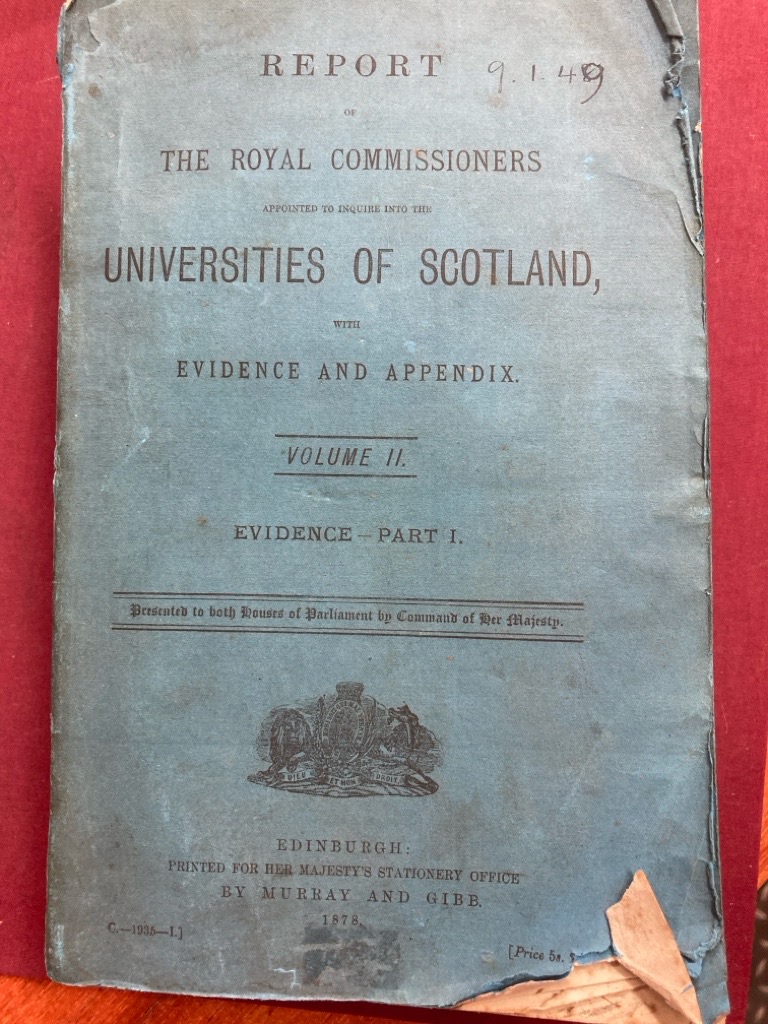 REPORT
9.1.49
OF
THE ROYAL COMMISSIONERS
APPOINTED TO INQUIRE INTO THE
UNIVERSITIES OF SCOTLAND,
WITH
EVIDENCE AND APPENDIX.
VOLUME II.
EVIDENCE – PART I.
Presented to both Houses of Parliament by Command of Her Majesty.
DIEU ET MON DROIT
EDINBURGH:
PRINTED FOR HER MAJESTY'S STATIONERY OFFICE
BY MURRAY AND GIBB.
1878.
C.—1935—I.]
[Price 5s.